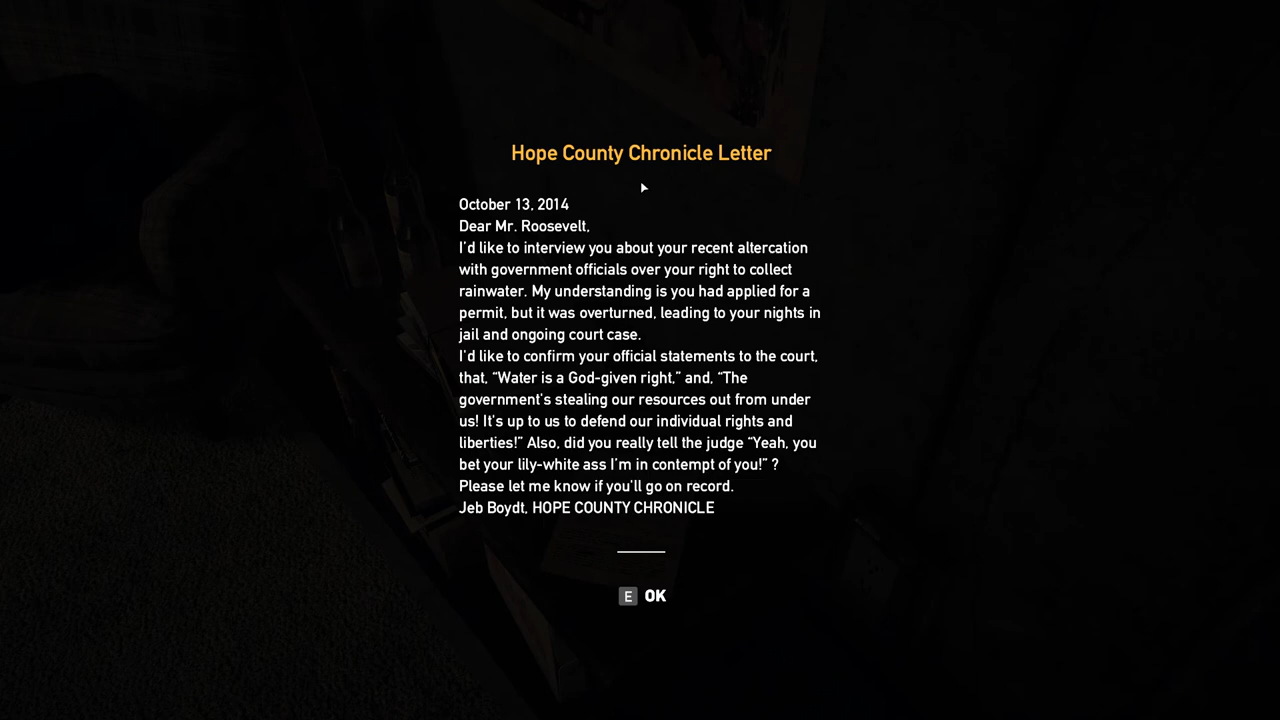 Hope County Chronicle Letter
October 13, 2014
Dear Mr. Roosevelt,
I'd like to interview you about your recent altercation
with government officials over your right to collect
rainwater. My understanding is you had applied for a
permit, but it was overturned, leading to your nights in
jail and ongoing court case.
I'd like to confirm your official statements to the court,
that, “Water is a God-given right,” and, “The
government's stealing our resources out from under
us! It's up to us to defend our individual rights and
liberties!” Also, did you really tell the judge “Yeah, you
bet your lily-white ass I'm in contempt of you!” ?
Please let me know if you'll go on record.
Jeb Boydt, HOPE COUNTY CHRONICLE
E OK